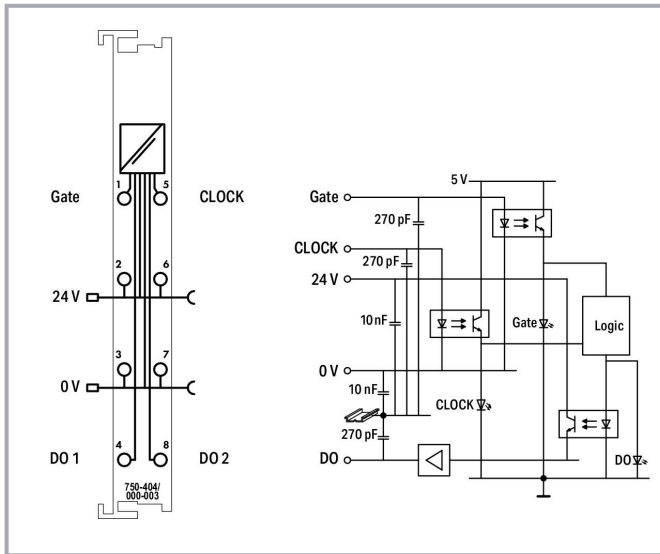 1
5
Gate
CLOCK
2
6
24 V
3
7
0 V
4
8
DO 1
DO 2
750-404/
000-003
5 V
Gate
270 pF
CLOCK
270 pF
24 V
10 nF
Gate
Logic
0 V
10 nF
CLOCK
270 pF
DO
DO